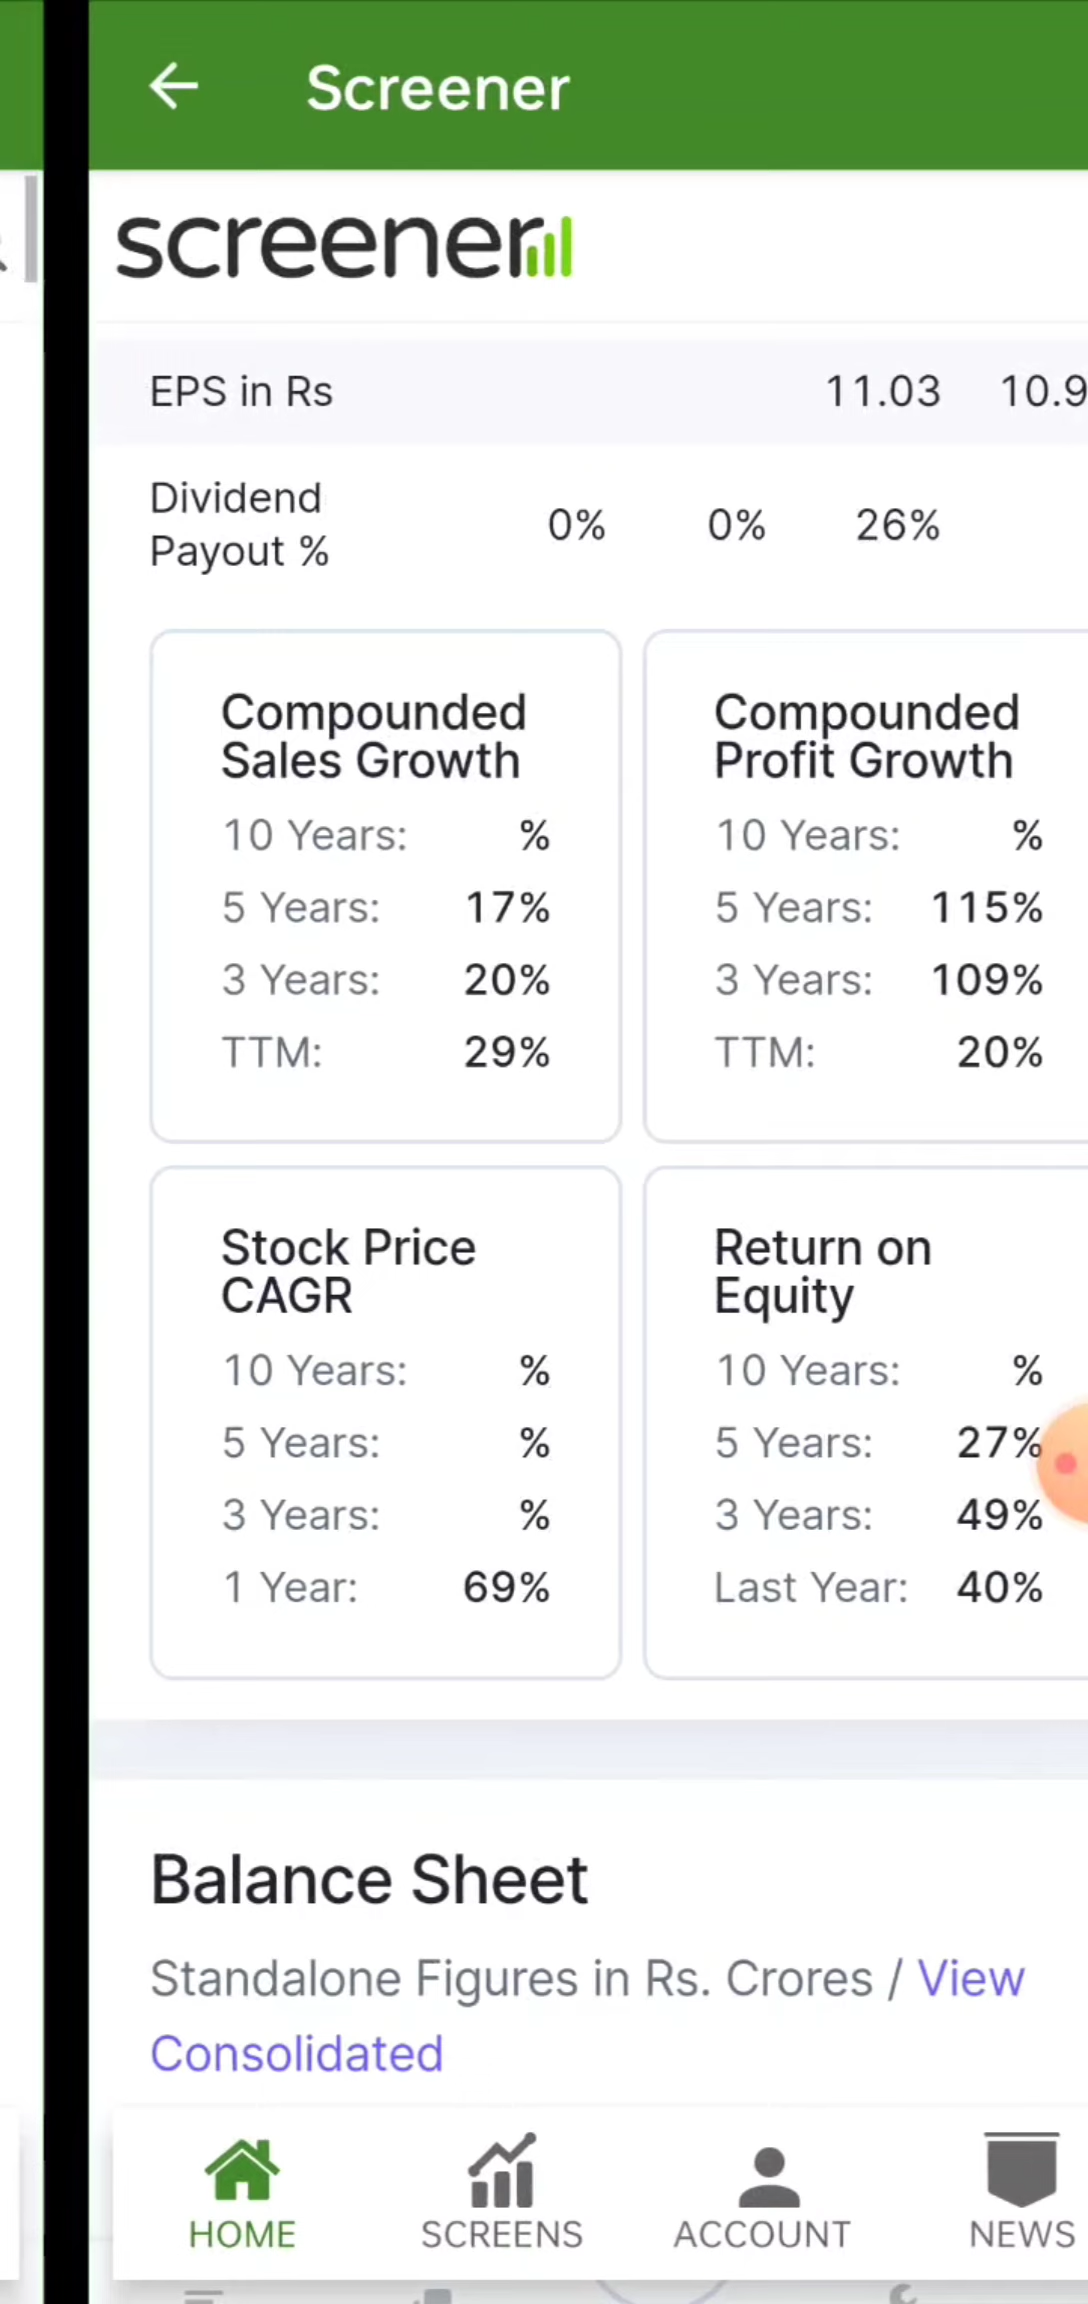 Screener
screener
EPS in Rs 11.03 10.9
Dividend
Payout % 0% 0% 26%
Compounded
Sales Growth
10 Years: %
5 Years: 17%
3 Years: 20%
TTM: 29%
Compounded
Profit Growth
10 Years: %
5 Years: 115%
3 Years: 109%
TTM: 20%
Stock Price
CAGR
10 Years: %
5 Years: %
3 Years: %
1 Year: 69%
Return on
Equity
10 Years: %
5 Years: 27%
3 Years: 49%
Last Year: 40%
Balance Sheet
Standalone Figures in Rs. Crores / View
Consolidated
HOME SCREENS ACCOUNT NEWS